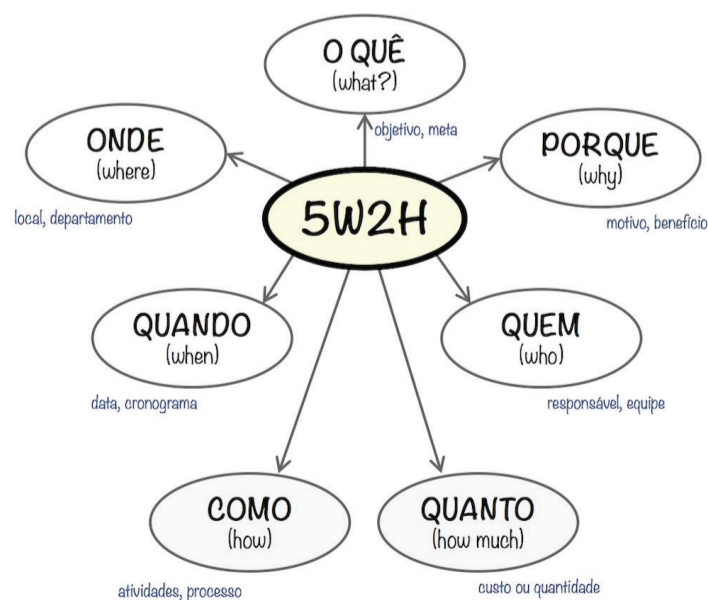 O QUÊ
(what?)
objetivo, meta
ONDE
(where)
local, departamento
PORQUE
(why)
motivo, benefício
5W2H
QUANDO
(when)
data, cronograma
QUEM
(who)
responsável, equipe
COMO
(how)
atividades, processo
QUANTO
(how much)
custo ou quantidade